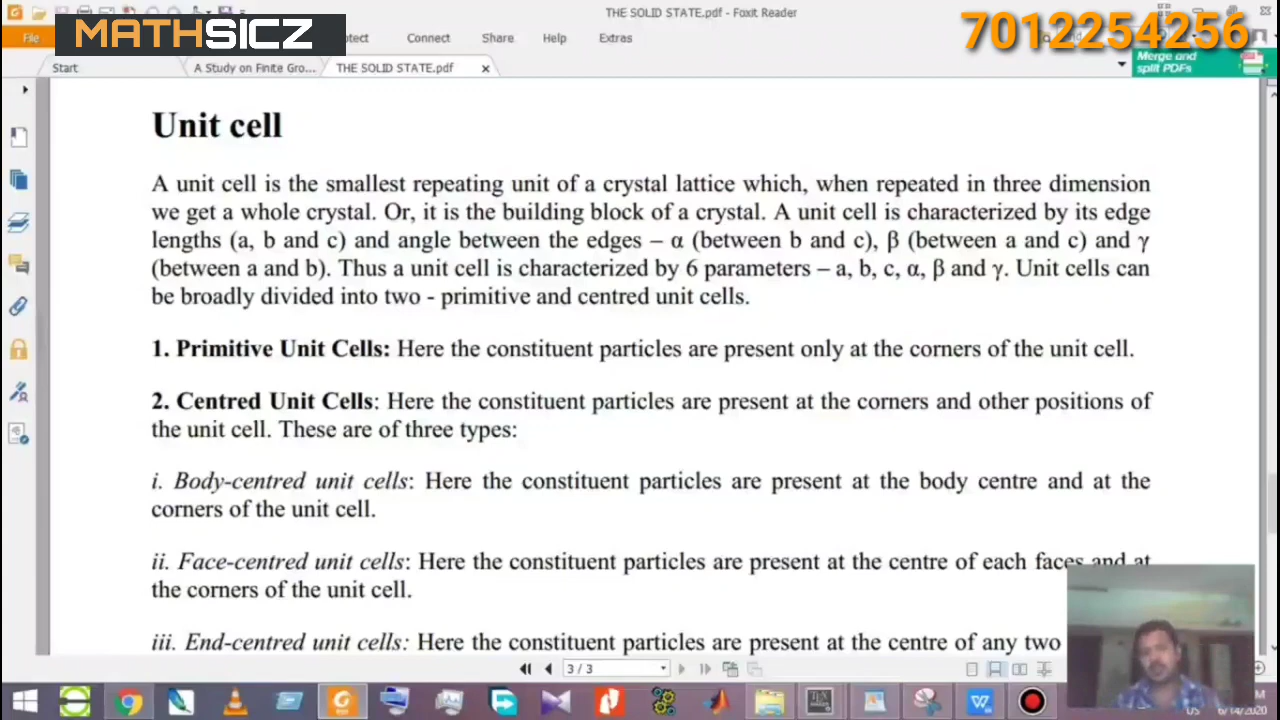 THE SOLID STATE.pdf - Foxit Reader
MATHSICZ
7012254256
File
Connect
Share
Help
Extras
Merge and
split PDFs
Start
A Study on Finite Gro...
THE SOLID STATE.pdf
Unit cell
A unit cell is the smallest repeating unit of a crystal lattice which, when repeated in three dimension
we get a whole crystal. Or, it is the building block of a crystal. A unit cell is characterized by its edge
lengths (a, b and c) and angle between the edges – α (between b and c), β (between a and c) and γ
(between a and b). Thus a unit cell is characterized by 6 parameters – a, b, c, α, β and γ. Unit cells can
be broadly divided into two - primitive and centred unit cells.
1. Primitive Unit Cells: Here the constituent particles are present only at the corners of the unit cell.
2. Centred Unit Cells: Here the constituent particles are present at the corners and other positions of
the unit cell. These are of three types:
i. Body-centred unit cells: Here the constituent particles are present at the body centre and at the
corners of the unit cell.
ii. Face-centred unit cells: Here the constituent particles are present at the centre of each faces and at
the corners of the unit cell.
iii. End-centred unit cells: Here the constituent particles are present at the centre of any two
3 / 3